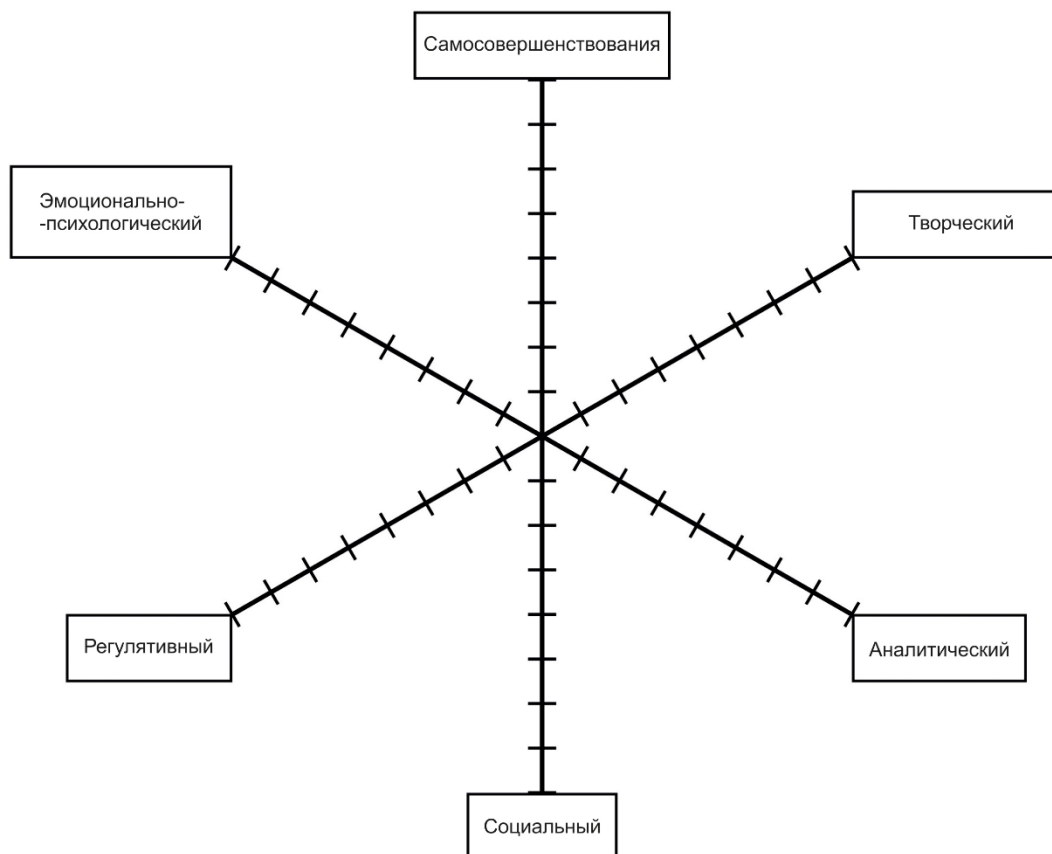 Самосовершенствования
Эмоционально-
-психологический
Творческий
Регулятивный
Аналитический
Социальный